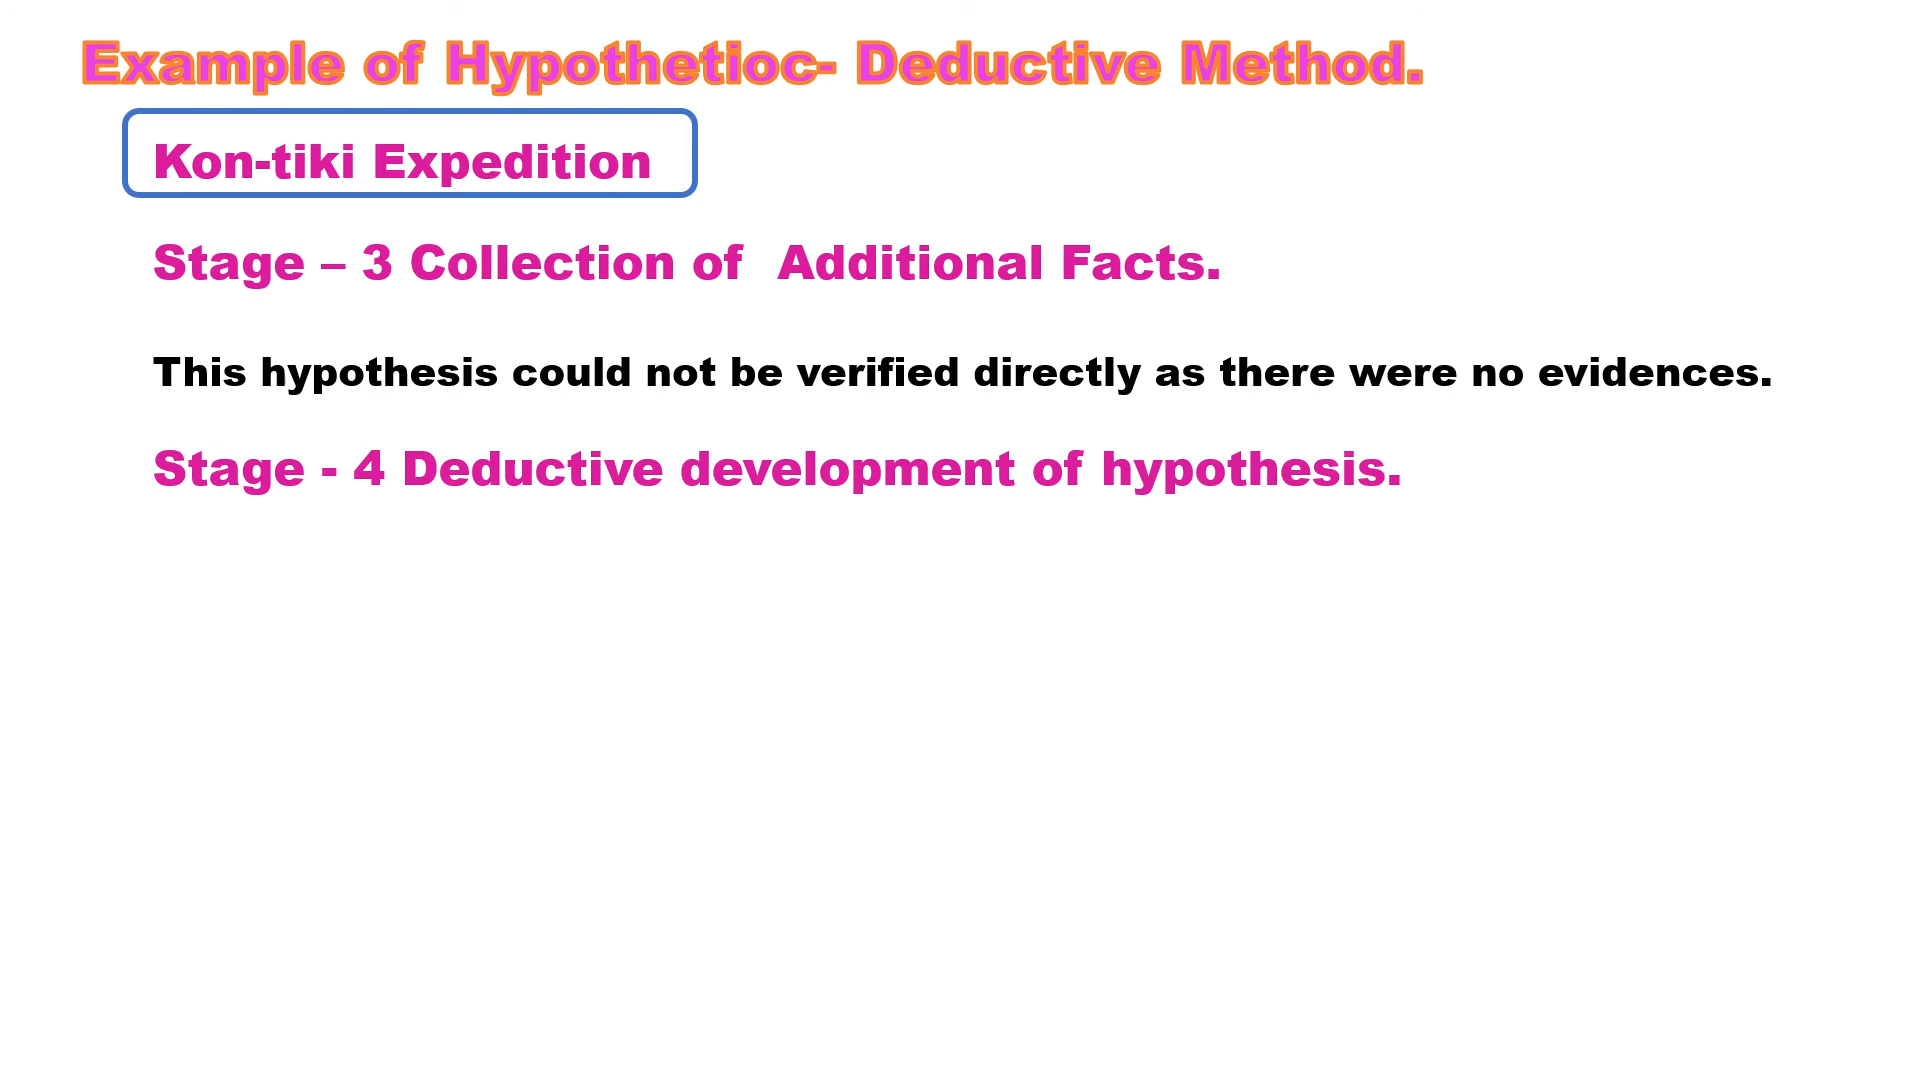 Example of Hypothetioc- Deductive Method.
Kon-tiki Expedition
Stage – 3 Collection of  Additional Facts.
This hypothesis could not be verified directly as there were no evidences.
Stage - 4 Deductive development of hypothesis.